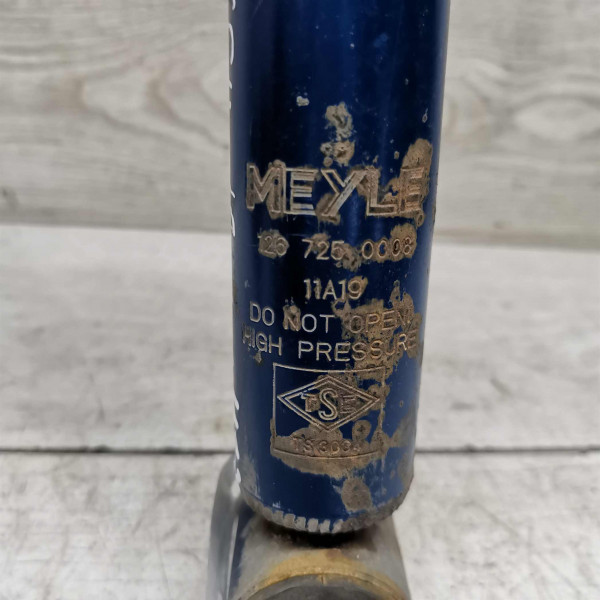 MEYLE
126 725 0008
11A19
DO NOT OPEN
HIGH PRESSURE
TSE